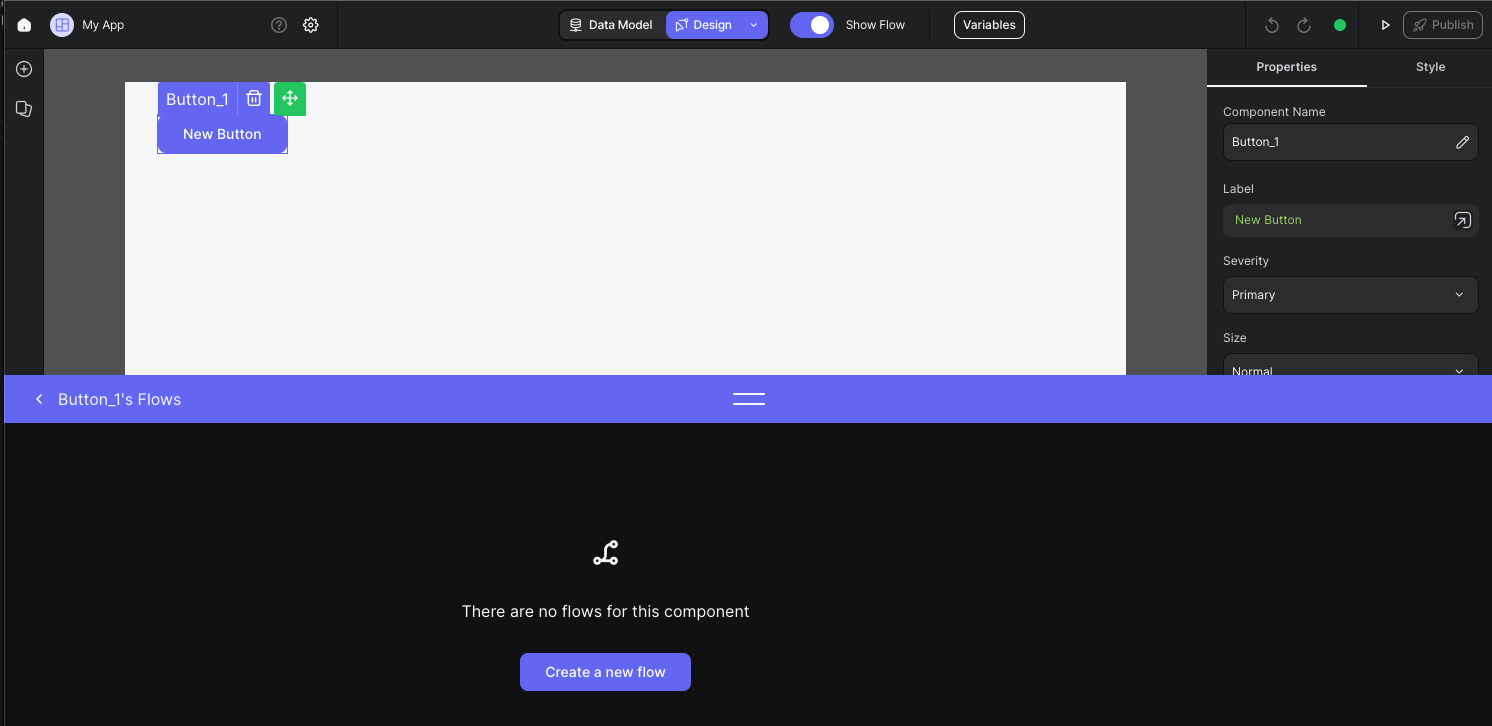 My App
Data Model
Design
Show Flow
Variables
Publish
Button_1
New Button
Properties
Style
Component Name
Button_1
Label
New Button
Severity
Primary
Size
Normal
Button_1's Flows
There are no flows for this component
Create a new flow